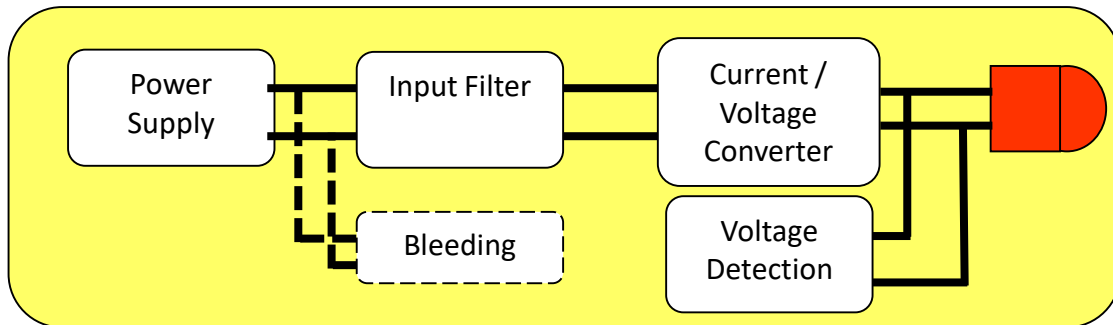 Power
Supply
Input Filter
Current /
Voltage
Converter
Bleeding
Voltage
Detection